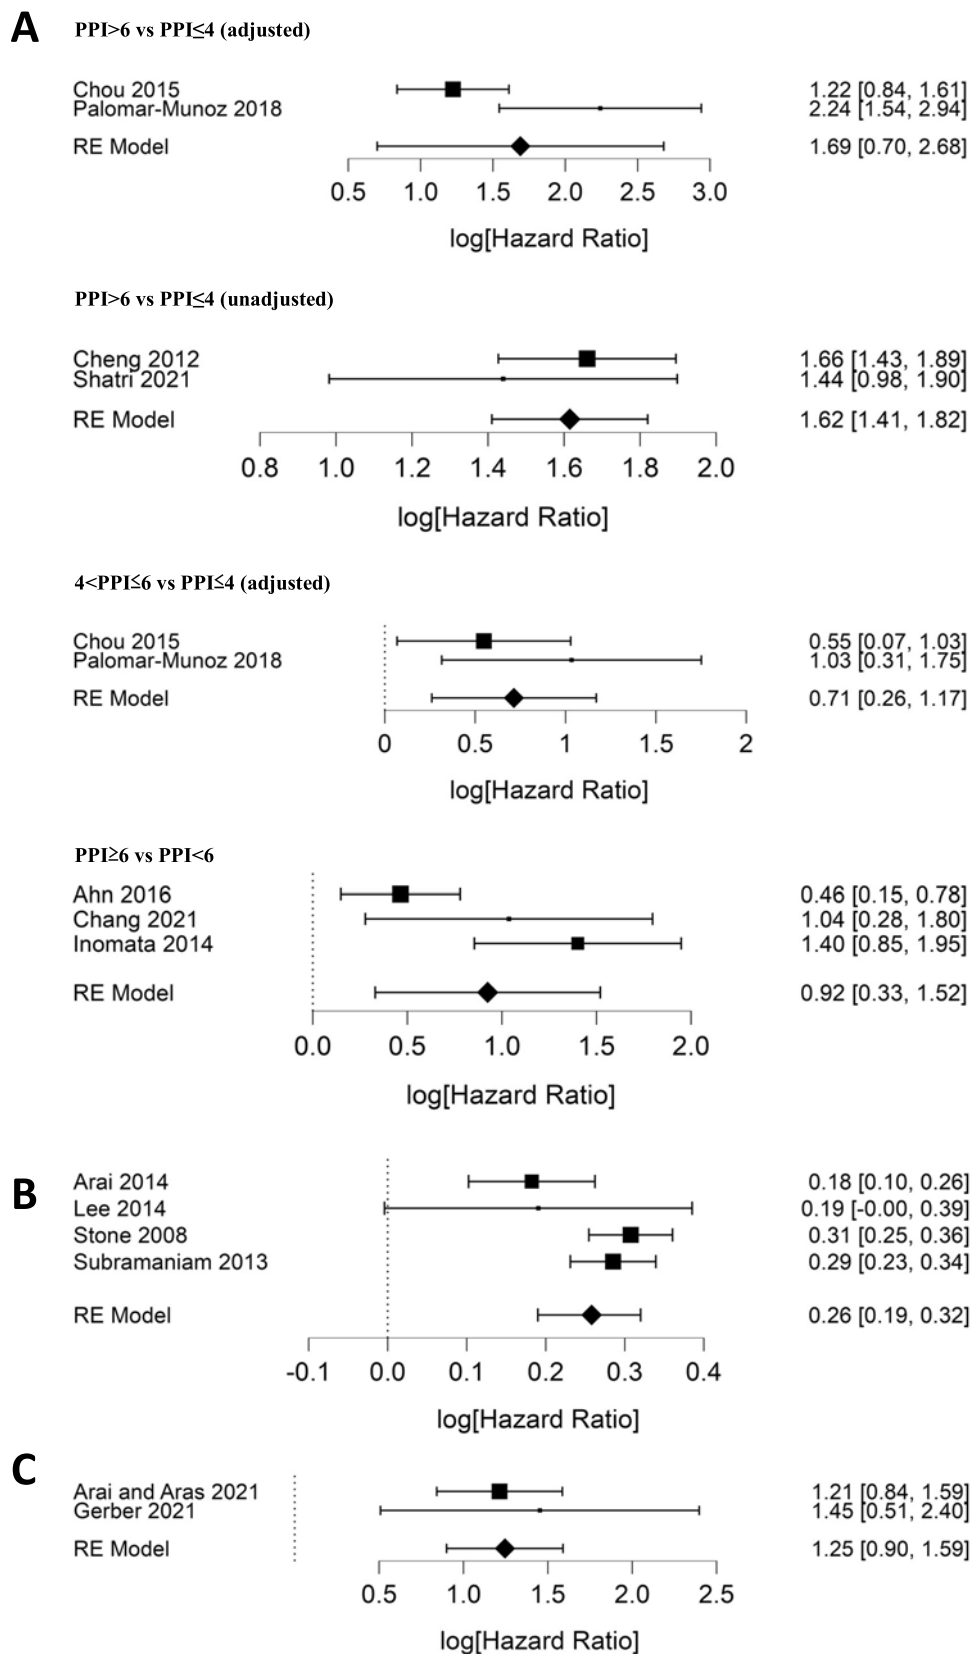 A
PPI>6 vs PPI≤4 (adjusted)
Chou 2015 1.22 [0.84, 1.61]
Palomar-Munoz 2018 2.24 [1.54, 2.94]
RE Model 1.69 [0.70, 2.68]
0.5 1.0 1.5 2.0 2.5 3.0
log[Hazard Ratio]
PPI>6 vs PPI≤4 (unadjusted)
Cheng 2012 1.66 [1.43, 1.89]
Shatri 2021 1.44 [0.98, 1.90]
RE Model 1.62 [1.41, 1.82]
0.8 1.0 1.2 1.4 1.6 1.8 2.0
log[Hazard Ratio]
4<PPI≤6 vs PPI≤4 (adjusted)
Chou 2015 0.55 [0.07, 1.03]
Palomar-Munoz 2018 1.03 [0.31, 1.75]
RE Model 0.71 [0.26, 1.17]
0 0.5 1 1.5 2
log[Hazard Ratio]
PPI≥6 vs PPI<6
Ahn 2016 0.46 [0.15, 0.78]
Chang 2021 1.04 [0.28, 1.80]
Inomata 2014 1.40 [0.85, 1.95]
RE Model 0.92 [0.33, 1.52]
0.0 0.5 1.0 1.5 2.0
log[Hazard Ratio]
B
Arai 2014 0.18 [0.10, 0.26]
Lee 2014 0.19 [-0.00, 0.39]
Stone 2008 0.31 [0.25, 0.36]
Subramaniam 2013 0.29 [0.23, 0.34]
RE Model 0.26 [0.19, 0.32]
-0.1 0.0 0.1 0.2 0.3 0.4
log[Hazard Ratio]
C
Arai and Aras 2021 1.21 [0.84, 1.59]
Gerber 2021 1.45 [0.51, 2.40]
RE Model 1.25 [0.90, 1.59]
0.5 1.0 1.5 2.0 2.5
log[Hazard Ratio]